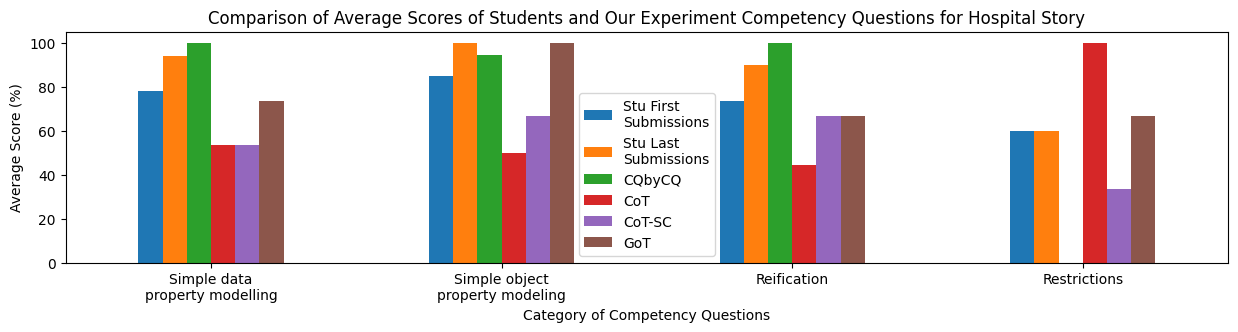 Comparison of Average Scores of Students and Our Experiment Competency Questions for Hospital Story
Average Score (%)
100
80
60
40
20
0
Stu First
Submissions
Stu Last
Submissions
CQbyCQ
CoT
CoT-SC
GoT
Simple data
property modelling
Simple object
property modeling
Reification
Restrictions
Category of Competency Questions